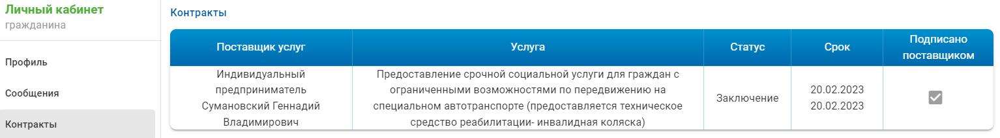 Личный кабинет
гражданина
Профиль
Сообщения
Контракты
Контракты
Поставщик услуг
Услуга
Статус
Срок
Подписано
поставщиком
Индивидуальный
предприниматель
Сумановский Геннадий
Владимирович
Предоставление срочной социальной услуги для граждан с
ограниченными возможностями по передвижению на
специальном автотранспорте (предоставляется техническое
средство реабилитации- инвалидная коляска)
Заключение
20.02.2023
20.02.2023